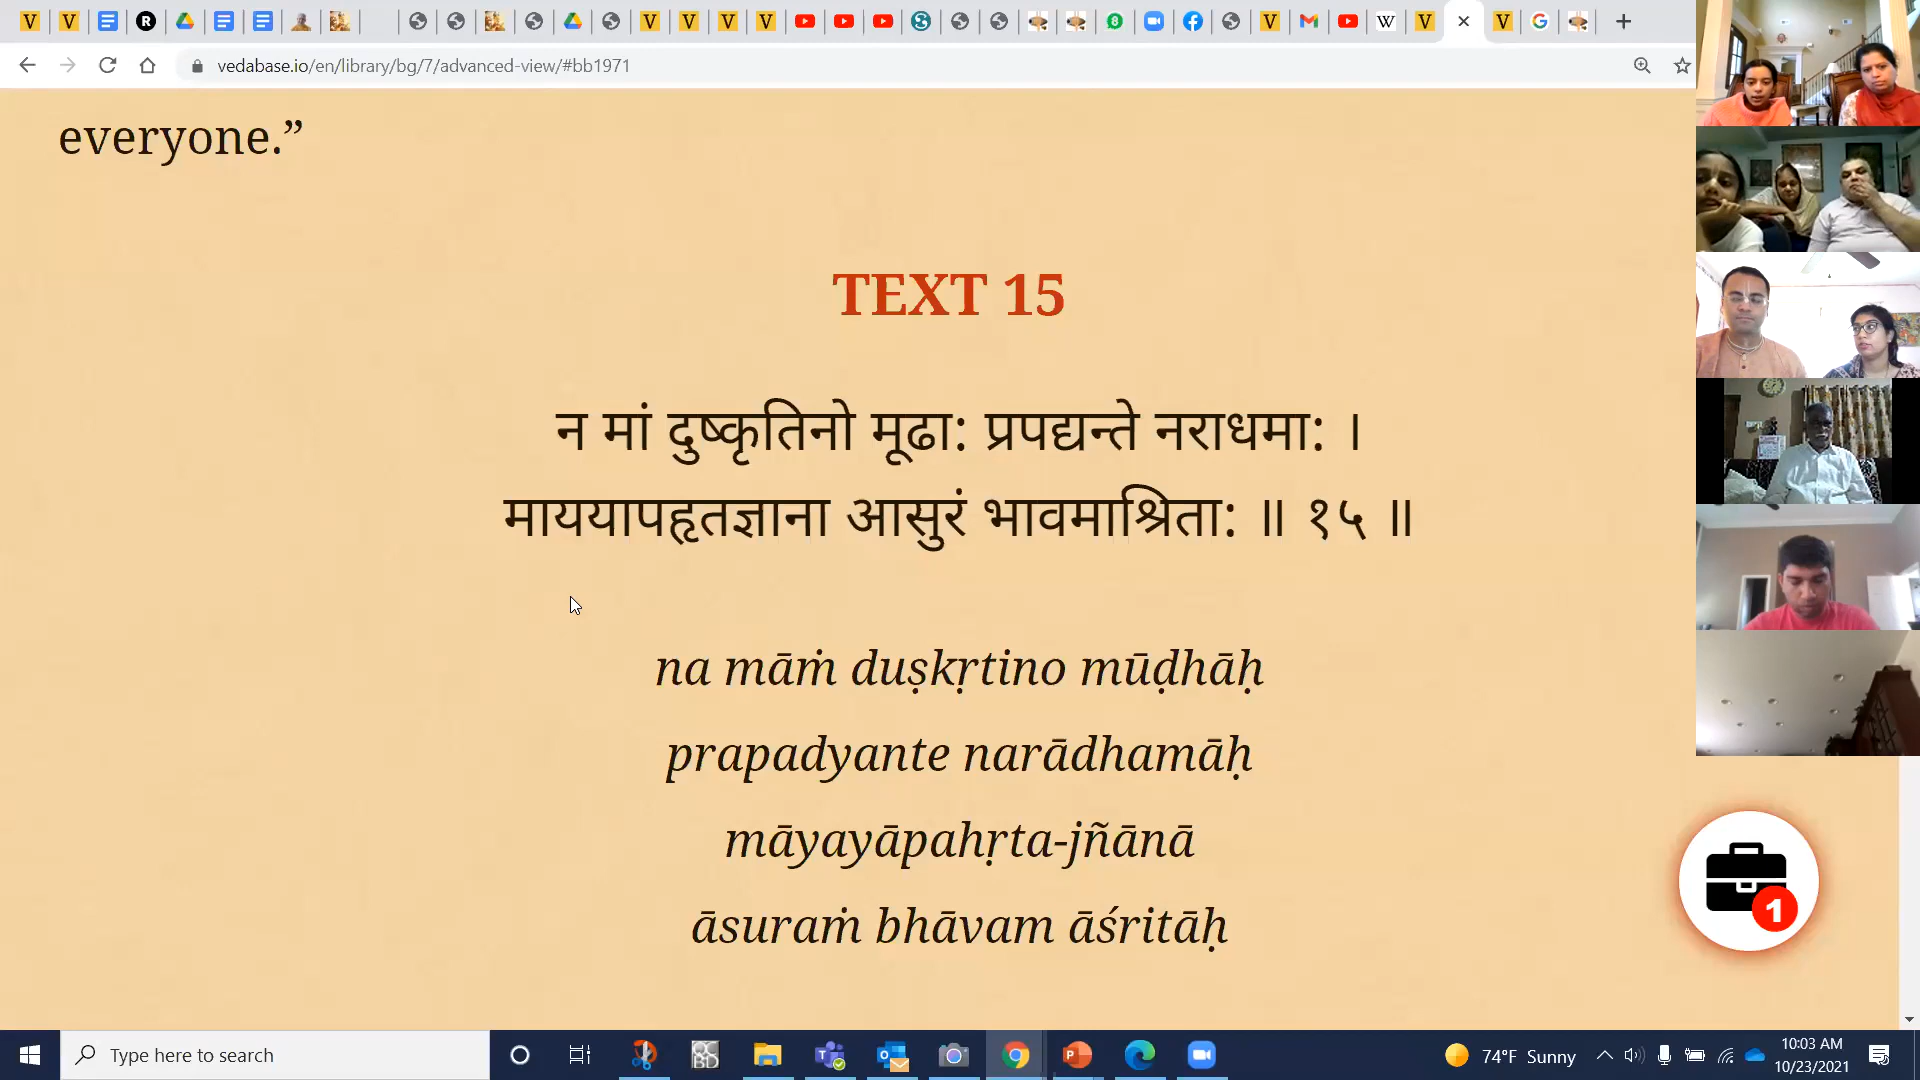 vedabase.io/en/library/bg/7/advanced-view/#bb1971
everyone.”
TEXT 15
न मां दुष्कृतिनो मूढाः प्रपद्यन्ते नराधमाः ।
माययापहृतज्ञाना आसुरं भावमाश्रिताः ॥ १५ ॥
na māṁ duṣkṛtino mūḍhāḥ
prapadyante narādhamāḥ
māyayāpahṛta-jñānā
āsuraṁ bhāvam āśritāḥ
1
Type here to search
74°F Sunny
10:03 AM
10/23/2021